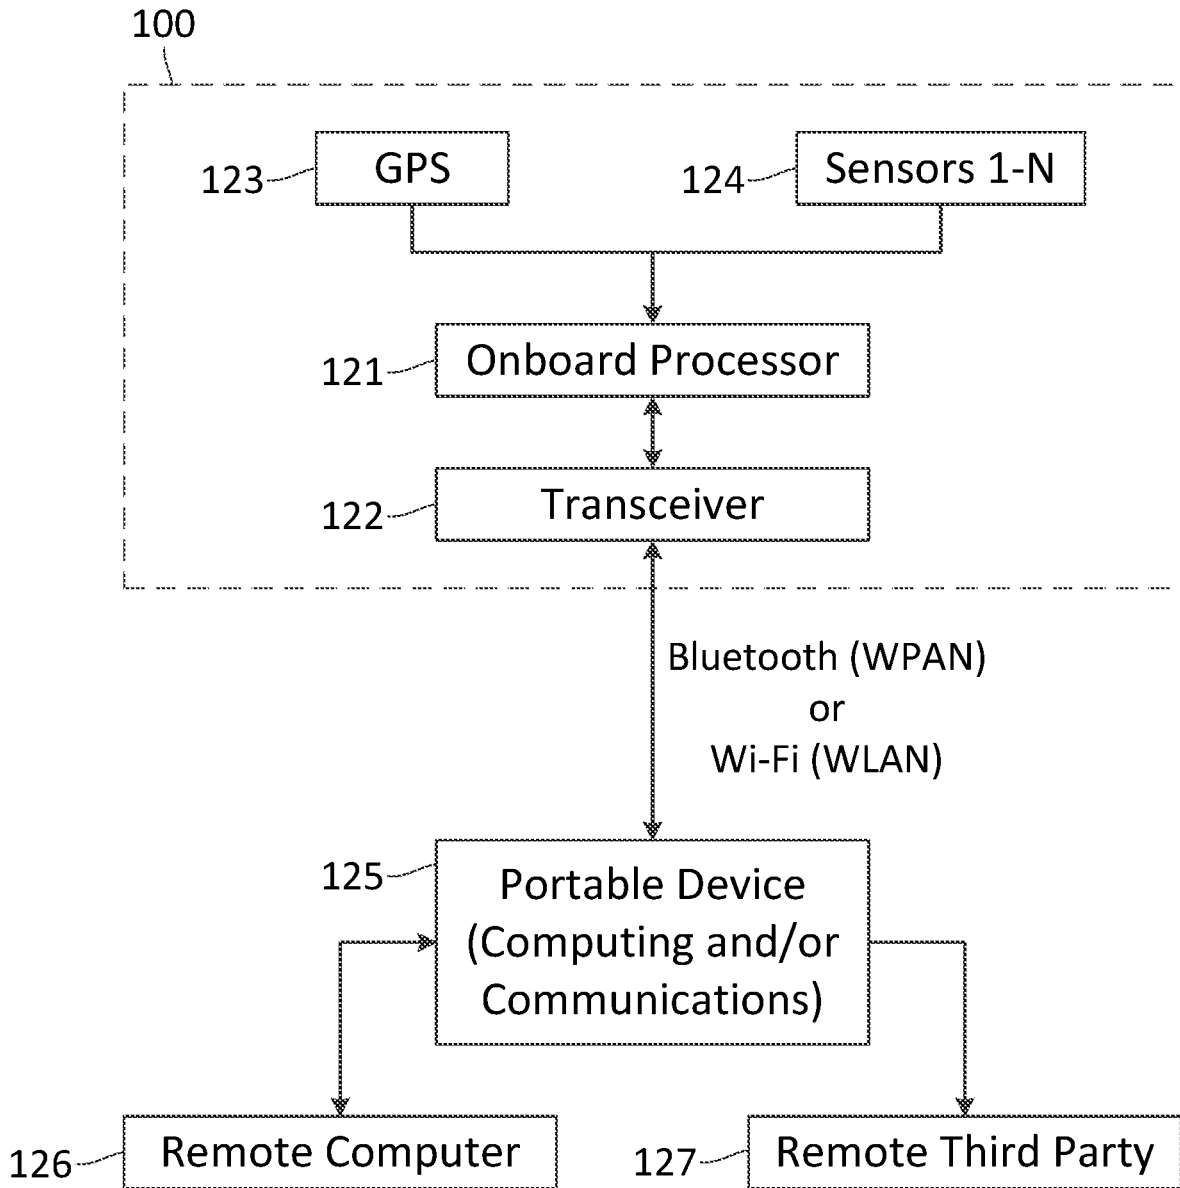 100
GPS
123
Sensors 1-N
124
Onboard Processor
121
Transceiver
122
Bluetooth (WPAN)
or
Wi-Fi (WLAN)
125
Portable Device
(Computing and/or
Communications)
Remote Computer
126
Remote Third Party
127